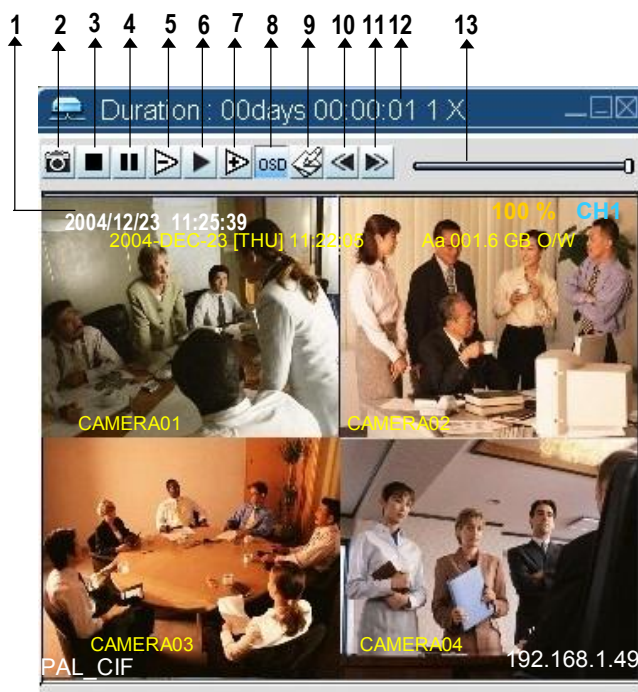 1 2 3 4 5 6 7 8 9 10 11 12 13
Duration : 00days 00:00:01 1 X
OSD
100 % CH1
2004/12/23 11:25:39
2004-DEC-23 [THU] 11:22:05 Aa 001.6 GB O/W
CAMERA01 CAMERA02
CAMERA03 CAMERA04
PAL_CIF 192.168.1.49